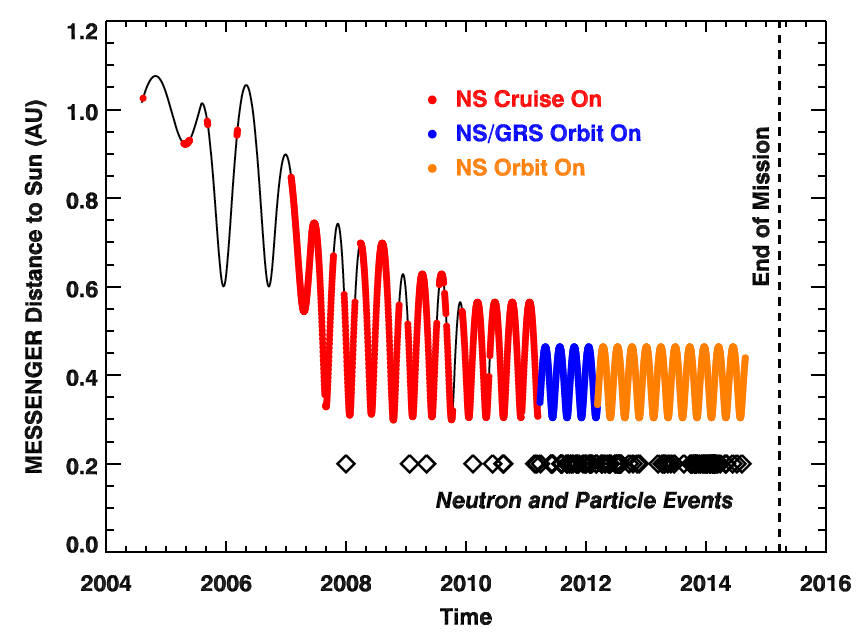 1.2
1.0
0.8
0.6
0.4
0.2
0.0
MESSENGER Distance to Sun (AU)
NS Cruise On
NS/GRS Orbit On
NS Orbit On
End of Mission
Neutron and Particle Events
2004 2006 2008 2010 2012 2014 2016
Time